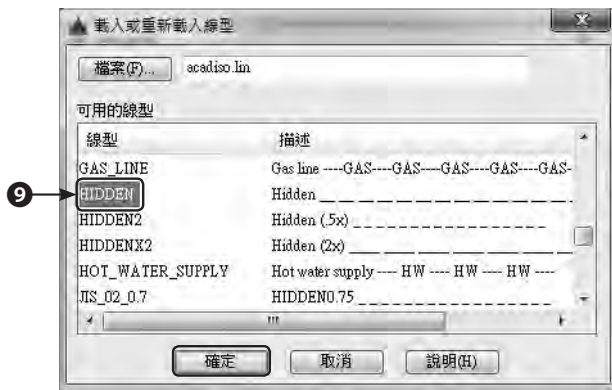 載入或重新載入線型
檔案(F)... acadiso.lin
可用的線型
線型 描述
GAS_LINE Gas line ----GAS----GAS----GAS----GAS----GAS-
❾ HIDDEN Hidden __ __ __ __ __ __ __ __ __ __ __ __ __ __
HIDDEN2 Hidden (.5x) _ _ _ _ _ _ _ _ _ _ _ _ _ _ _ _
HIDDENX2 Hidden (2x) ____ ____ ____ ____ ____ ____ ____
HOT_WATER_SUPPLY Hot water supply ---- HW ---- HW ---- HW ----
JIS_02_0.7 HIDDEN0.75 _ _ _ _ _ _ _ _ _ _ _ _ _ _ _ _
確定 取消 說明(H)